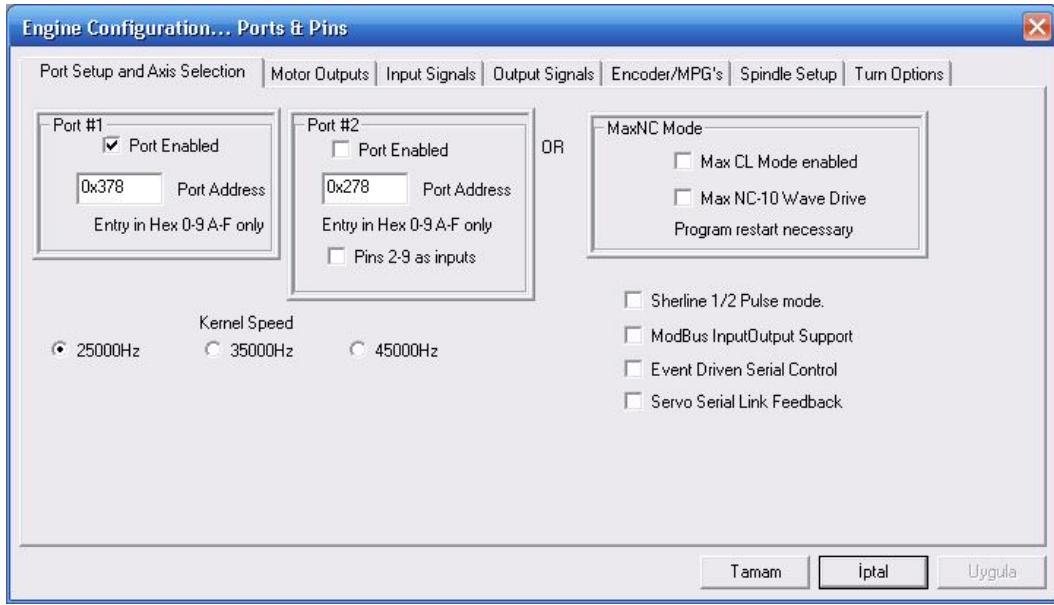 Engine Configuration... Ports & Pins
Port Setup and Axis Selection
Motor Outputs
Input Signals
Output Signals
Encoder/MPG's
Spindle Setup
Turn Options
Port #1
Port Enabled
0x378
Port Address
Entry in Hex 0-9 A-F only
Port #2
Port Enabled
0x278
Port Address
Entry in Hex 0-9 A-F only
Pins 2-9 as inputs
OR
MaxNC Mode
Max CL Mode enabled
Max NC-10 Wave Drive
Program restart necessary
Kernel Speed
25000Hz
35000Hz
45000Hz
Sherline 1/2 Pulse mode.
ModBus InputOutput Support
Event Driven Serial Control
Servo Serial Link Feedback
Tamam
İptal
Uygula